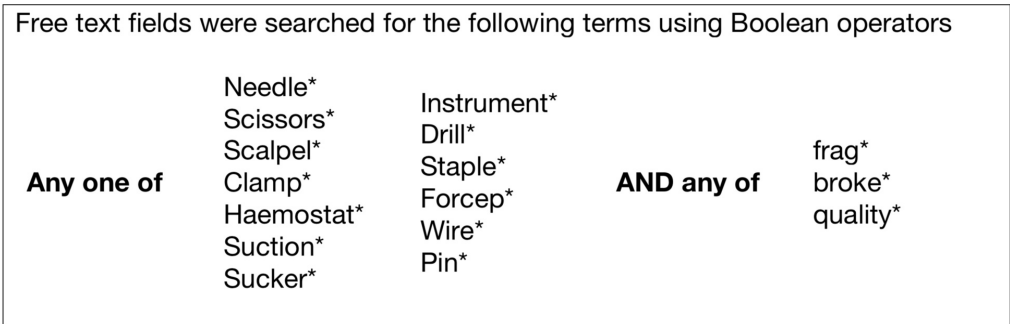 Free text fields were searched for the following terms using Boolean operators
Any one of
Needle*
Scissors*
Scalpel*
Clamp*
Haemostat*
Suction*
Sucker*
Instrument*
Drill*
Staple*
Forcep*
Wire*
Pin*
AND any of
frag*
broke*
quality*